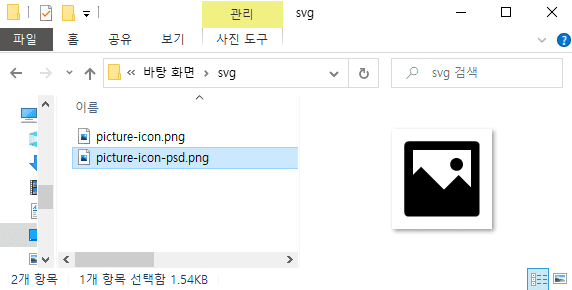 관리
svg
파일
홈
공유
보기
사진 도구
« 바탕 화면 > svg
svg 검색
이름
picture-icon.png
picture-icon-psd.png
2개 항목
1개 항목 선택함 1.54KB